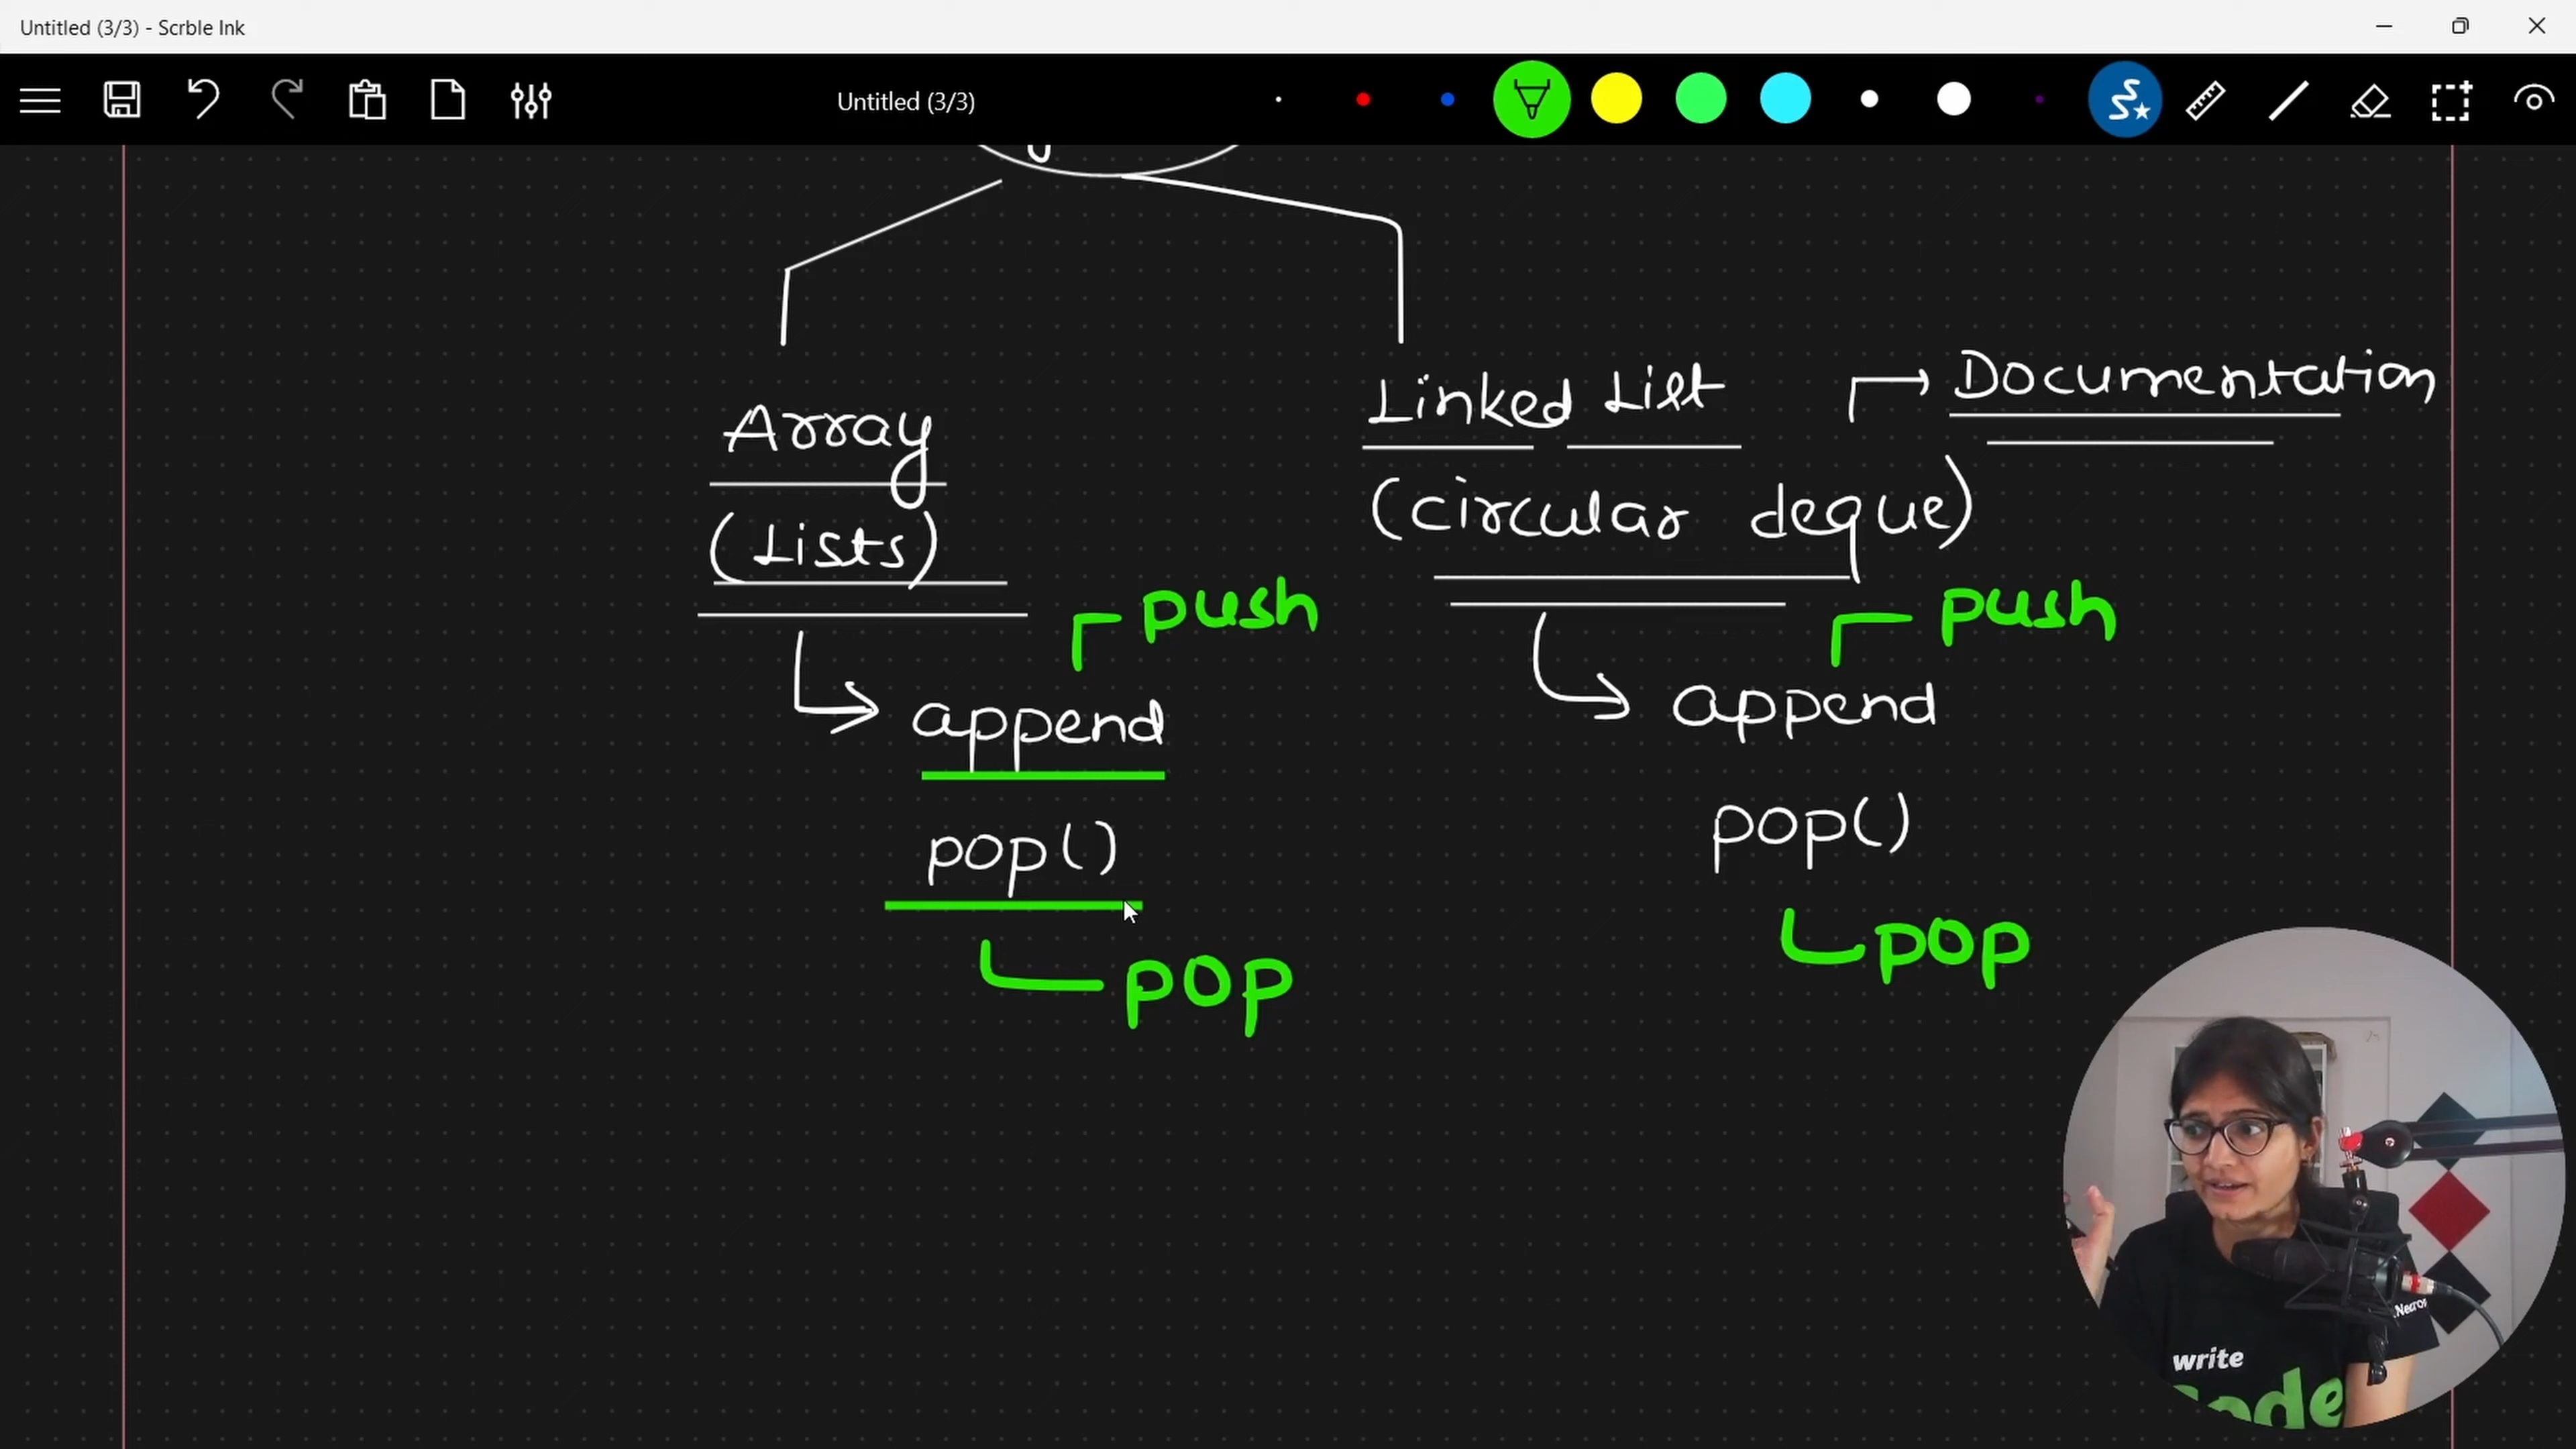 Untitled (3/3) - Scrble Ink
Untitled (3/3)
Array
(Lists)
push
append
pop()
pop
Linked List
(circular deque)
Documentation
push
append
pop()
pop
write
Code